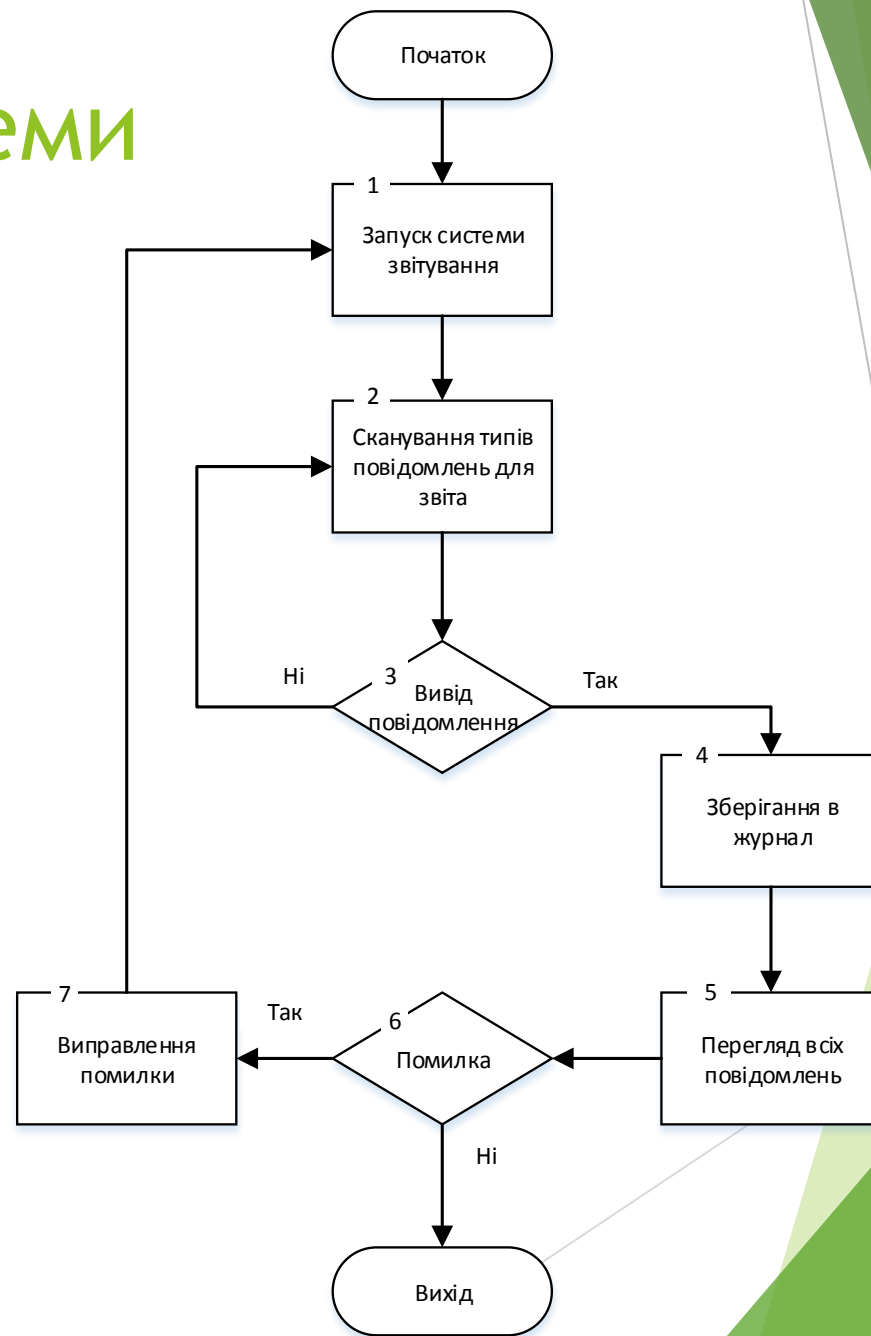 еми
Початок
1
Запуск системи
звітування
2
Сканування типів
повідомлень для
звіта
Ні
3
Вивід
повідомлення
Так
4
Зберігання в
журнал
5
Перегляд всіх
повідомлень
6
Помилка
Так
7
Виправлення
помилки
Ні
Вихід